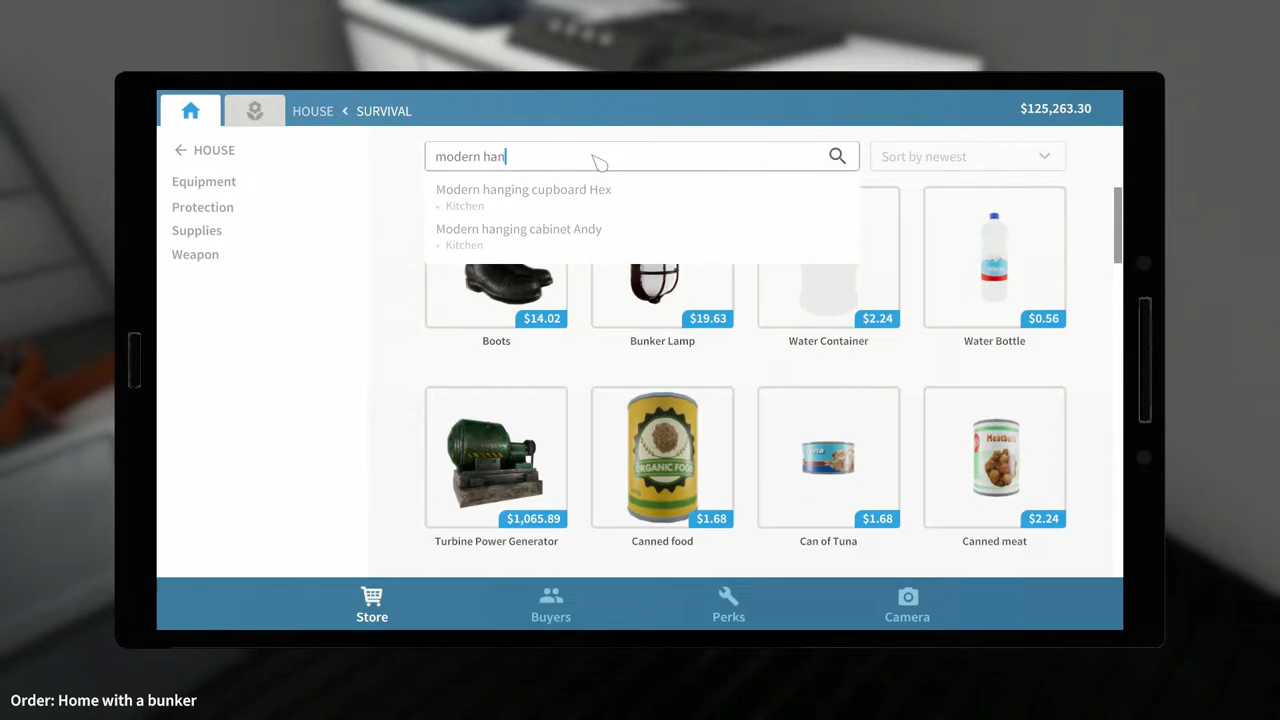 HOUSE < SURVIVAL
$125,263.30
HOUSE
Equipment
Protection
Supplies
Weapon
modern han
Sort by newest
Modern hanging cupboard Hex
• Kitchen
Modern hanging cabinet Andy
• Kitchen
$14.02
$19.63
$2.24
$0.56
Boots
Bunker Lamp
Water Container
Water Bottle
ORGANIC FOOD
Meatballs
$1,065.89
$1.68
$1.68
$2.24
Turbine Power Generator
Canned food
Can of Tuna
Canned meat
Store
Buyers
Perks
Camera
Order: Home with a bunker